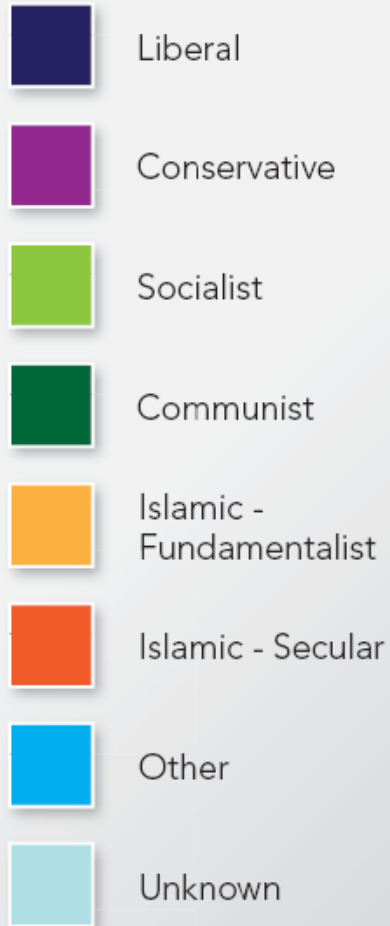 Liberal
Conservative
Socialist
Communist
Islamic -
Fundamentalist
Islamic - Secular
Other
Unknown